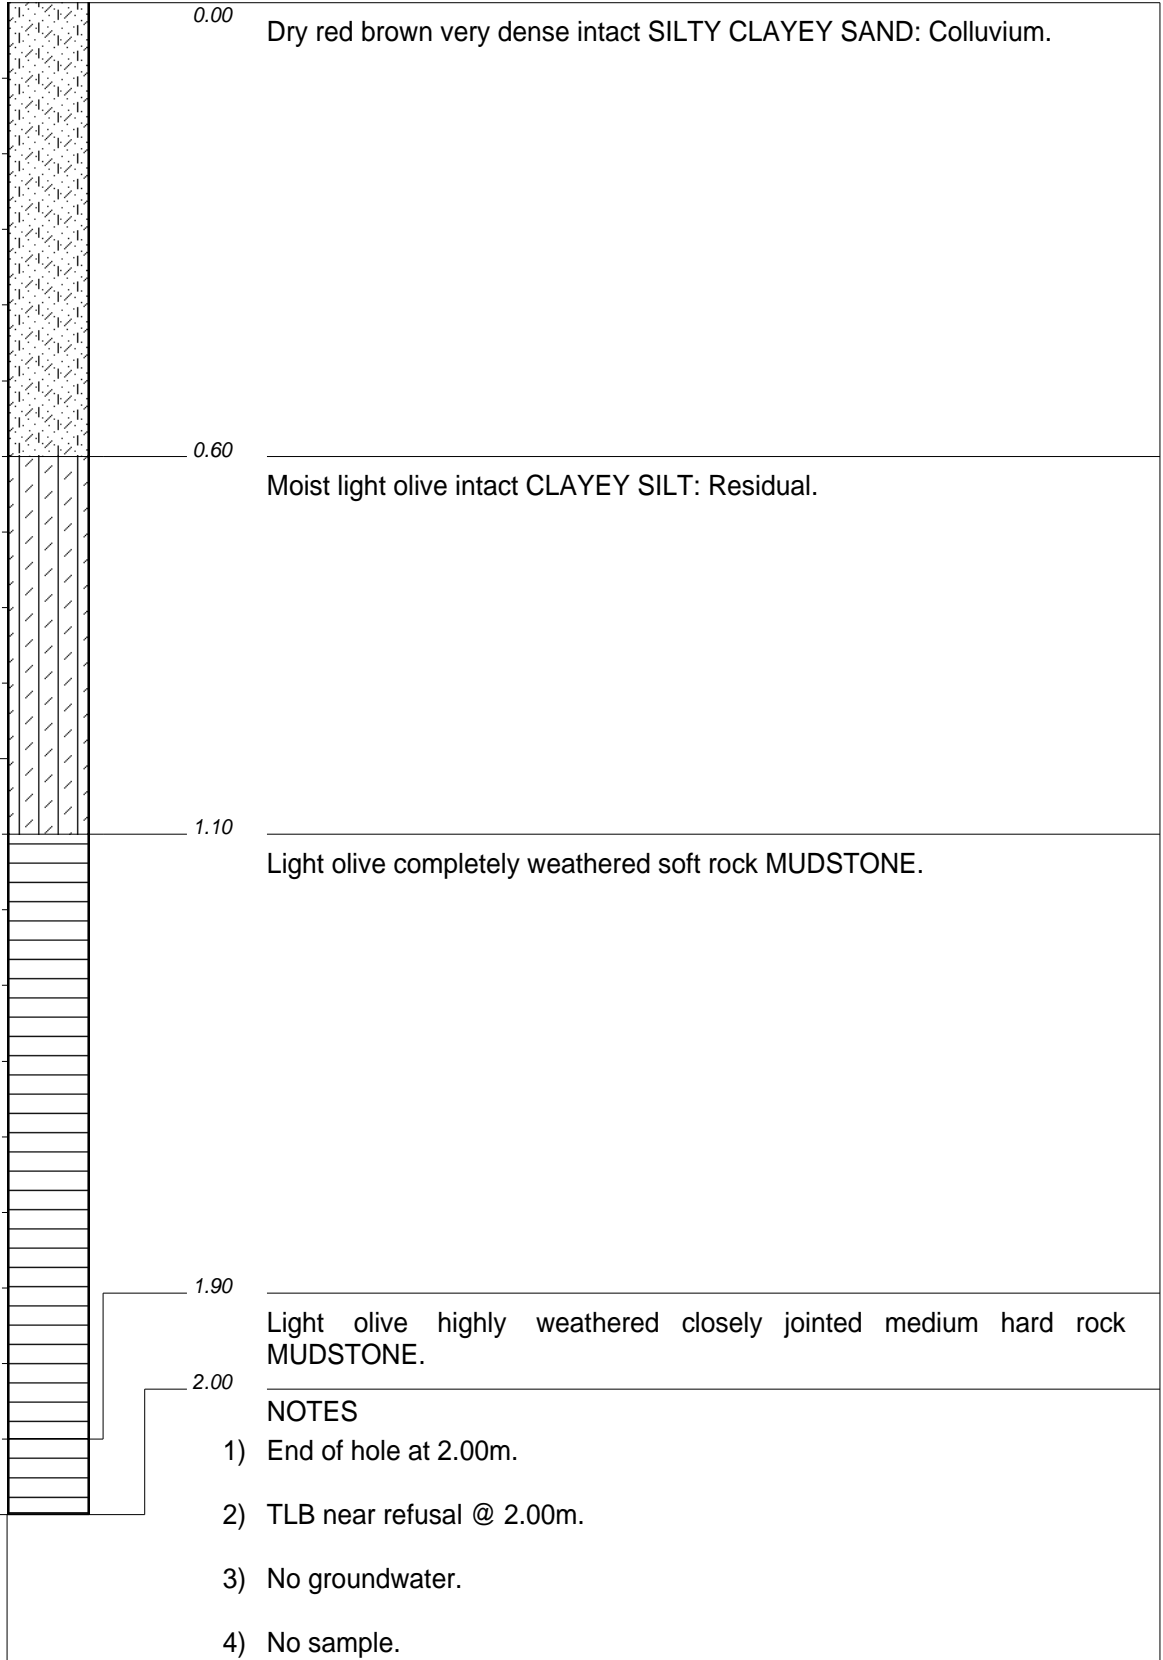 0.00
Dry red brown very dense intact SILTY CLAYEY SAND: Colluvium.
0.60
Moist light olive intact CLAYEY SILT: Residual.
1.10
Light olive completely weathered soft rock MUDSTONE.
1.90
Light olive highly weathered closely jointed medium hard rock
MUDSTONE.
2.00
NOTES
1) End of hole at 2.00m.
2) TLB near refusal @ 2.00m.
3) No groundwater.
4) No sample.